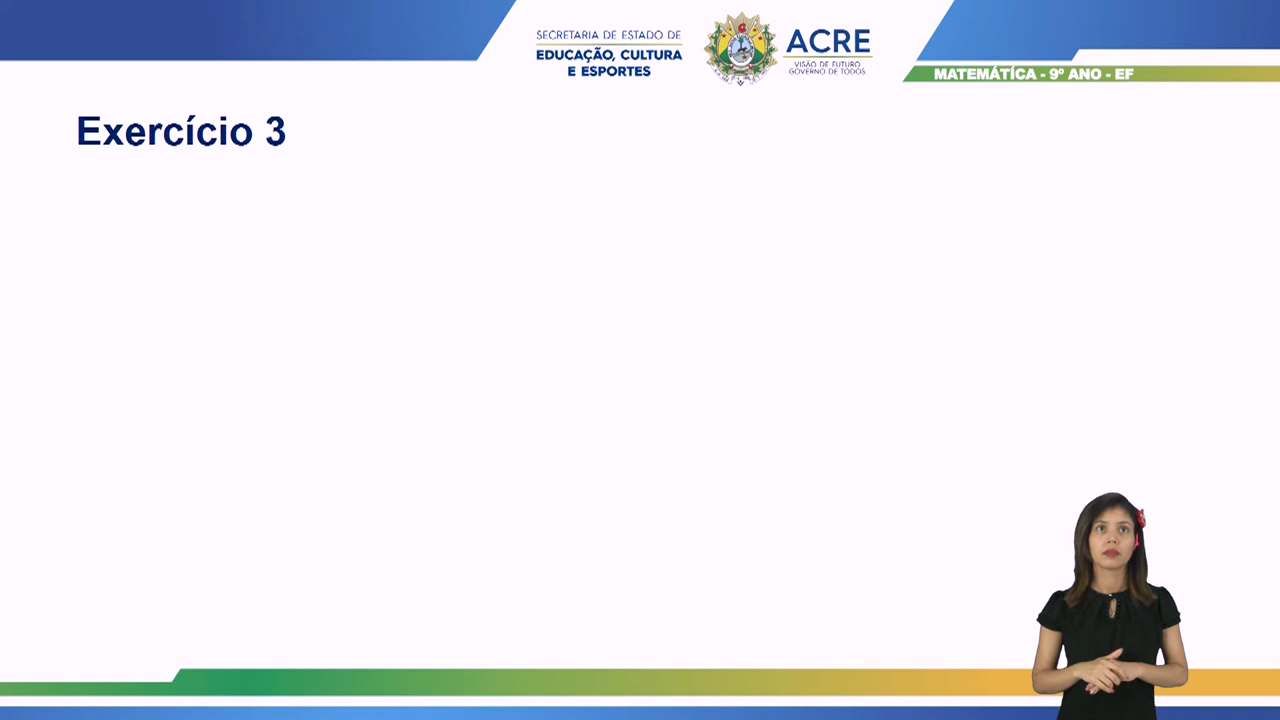 SECRETARIA DE ESTADO DE
EDUCAÇÃO, CULTURA
E ESPORTES
ACRE
VISÃO DE FUTURO
GOVERNO DE TODOS
MATEMÁTÍCA - 9º ANO - EF
Exercício 3